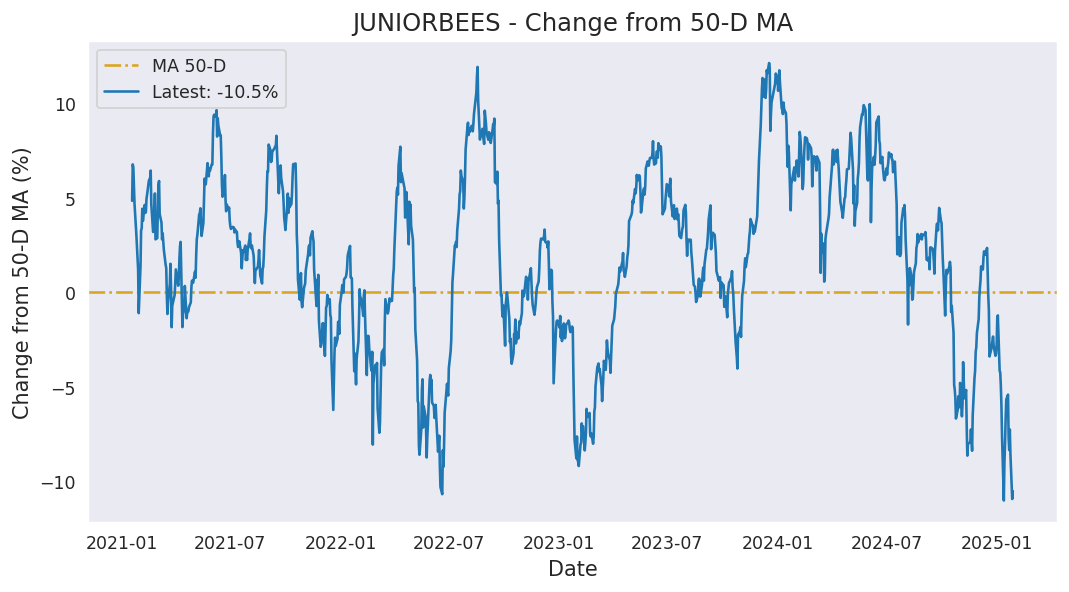 JUNIORBEES - Change from 50-D MA
MA 50-D
Latest: -10.5%
Change from 50-D MA (%)
10
5
0
−5
−10
2021-01 2021-07 2022-01 2022-07 2023-01 2023-07 2024-01 2024-07 2025-01
Date